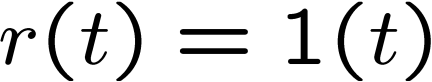 r(t) = 1(t)